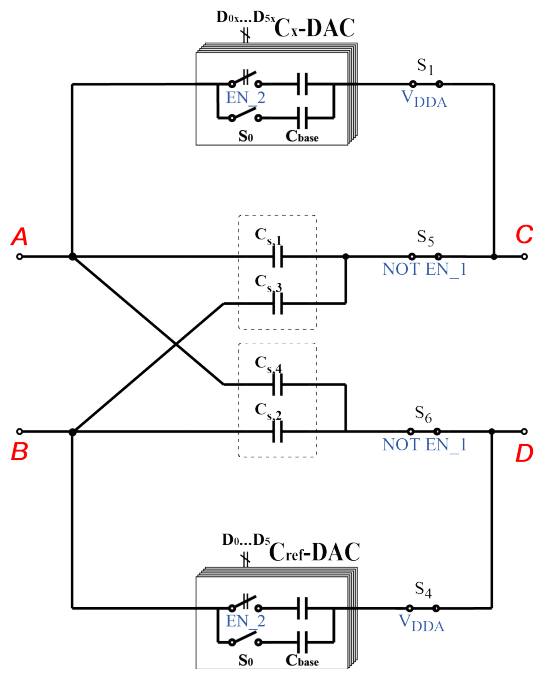 D0x...D5x Cx-DAC
S1
EN_2
VDDA
S0 Cbase
A
Cs,1
S5
C
NOT EN_1
Cs,3
Cs,4
B
Cs,2
S6
D
NOT EN_1
D0...D5 Cref-DAC
S4
EN_2
VDDA
S0 Cbase